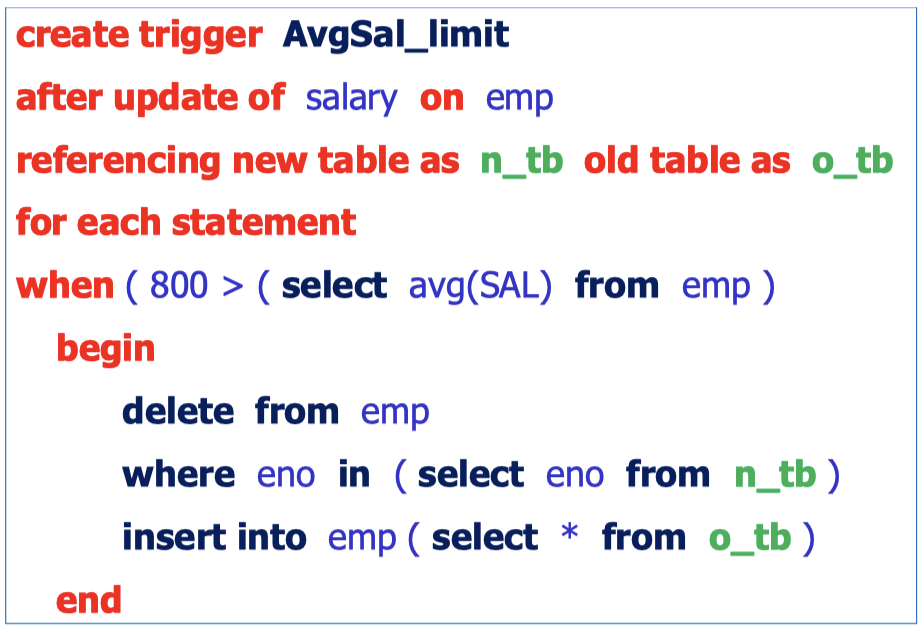 create trigger AvgSal_limit
after update of salary on emp
referencing new table as n_tb old table as o_tb
for each statement
when ( 800 > ( select avg(SAL) from emp )
begin
delete from emp
where eno in ( select eno from n_tb )
insert into emp ( select * from o_tb )
end